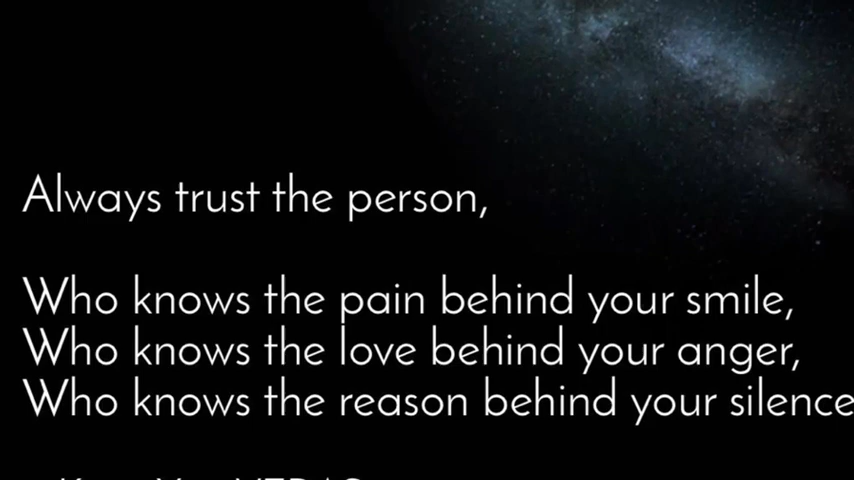 Always trust the person,
Who knows the pain behind your smile,
Who knows the love behind your anger,
Who knows the reason behind your silence